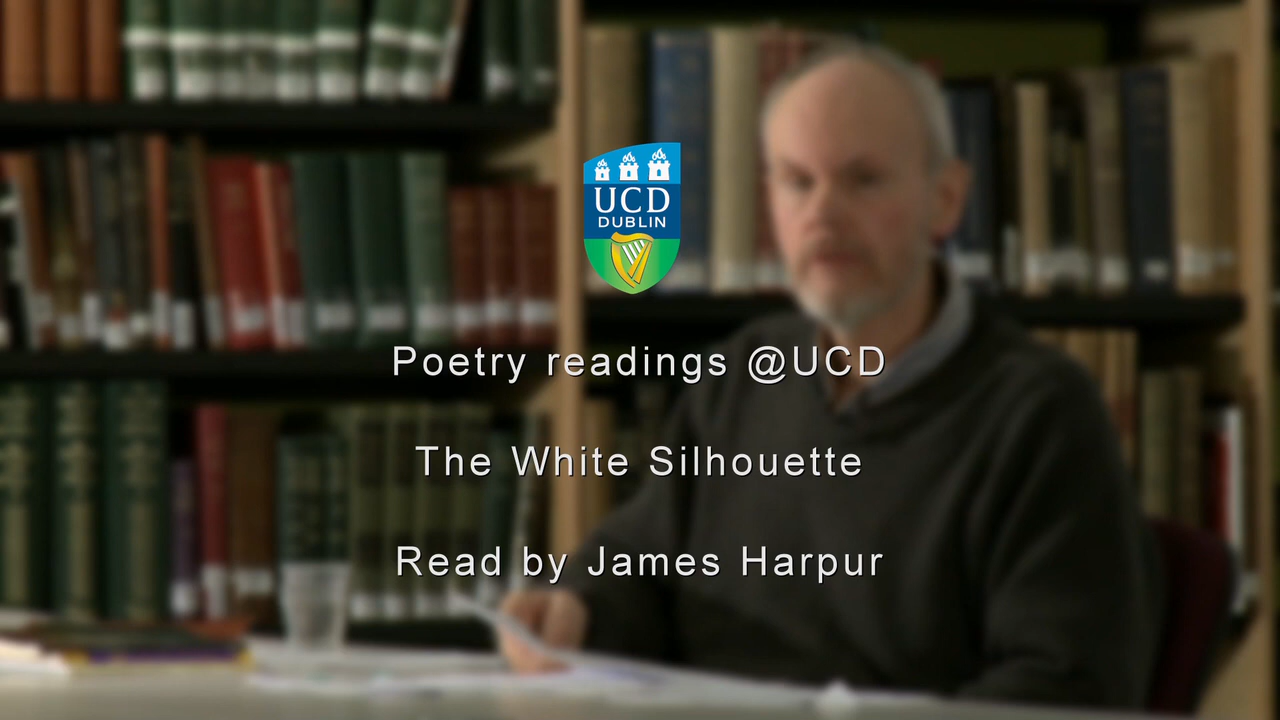 UCD
DUBLIN
Poetry readings @UCD
The White Silhouette
Read by James Harpur